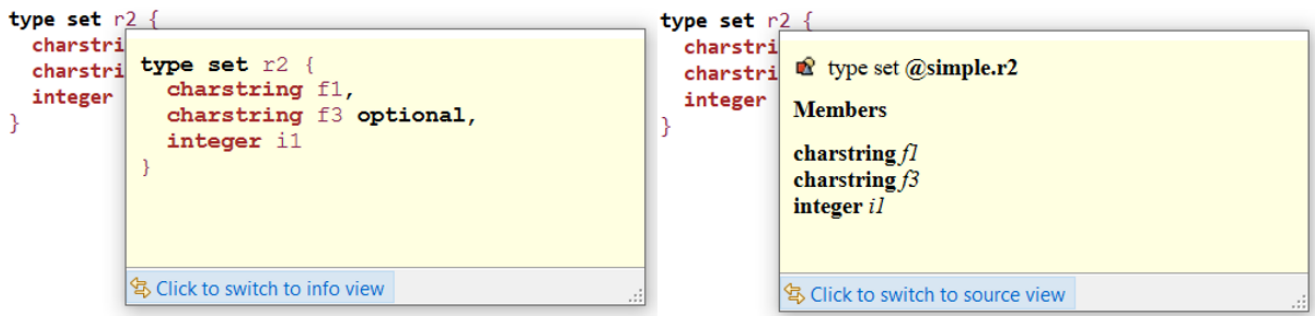 type set r2 {
charstri
charstri
integer
}
type set r2 {
charstring f1,
charstring f3 optional,
integer i1
}
Click to switch to info view
type set r2 {
charstri
charstri
integer
}
type set @simple.r2
Members
charstring f1
charstring f3
integer i1
Click to switch to source view